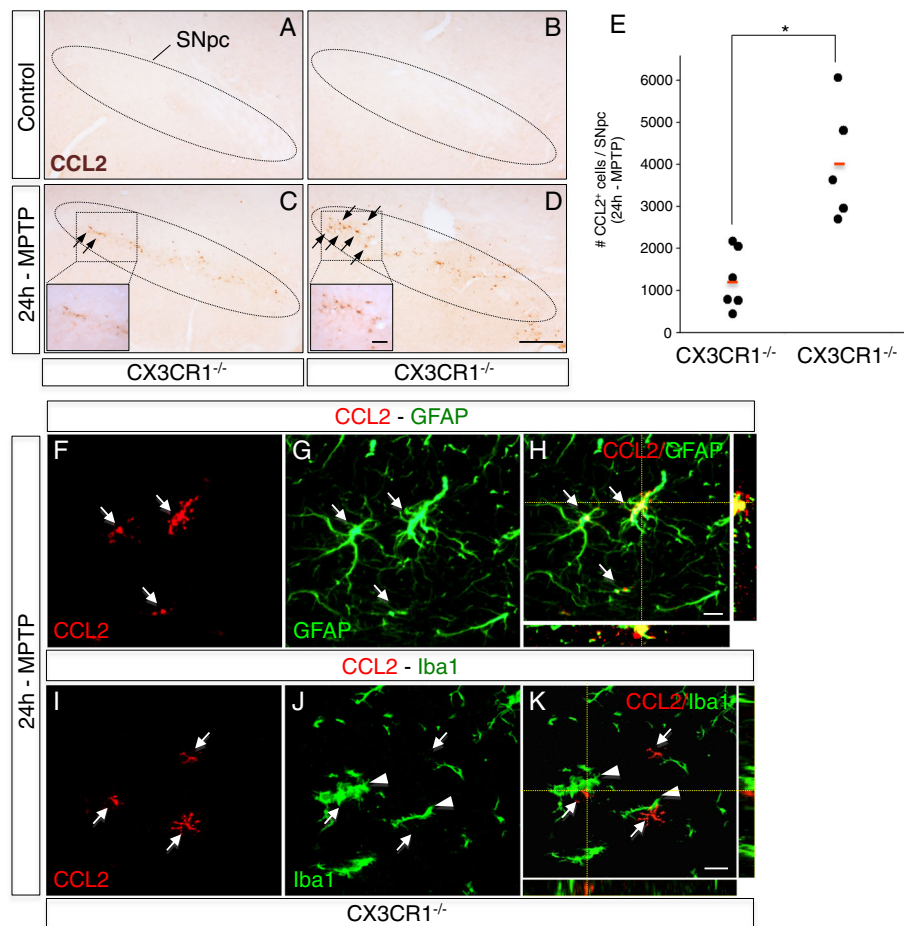 A
SNpc
CCL2
Control
B
C
24h - MPTP
D
CX3CR1⁻/⁻
CX3CR1⁻/⁻
E
*
# CCL2⁺ cells / SNpc
(24h - MPTP)
6000
5000
4000
3000
2000
1000
0
CX3CR1⁻/⁻
CX3CR1⁻/⁻
CCL2 - GFAP
24h - MPTP
F
CCL2
G
GFAP
H
CCL2/GFAP
CCL2 - Iba1
I
CCL2
J
Iba1
K
CCL2/Iba1
CX3CR1⁻/⁻